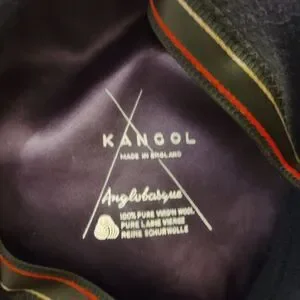 KANGOL
MADE IN ENGLAND
Anglobasque
100% PURE VIRGIN WOOL
PURE LAINE VIERGE
REINE SCHURWOLLE